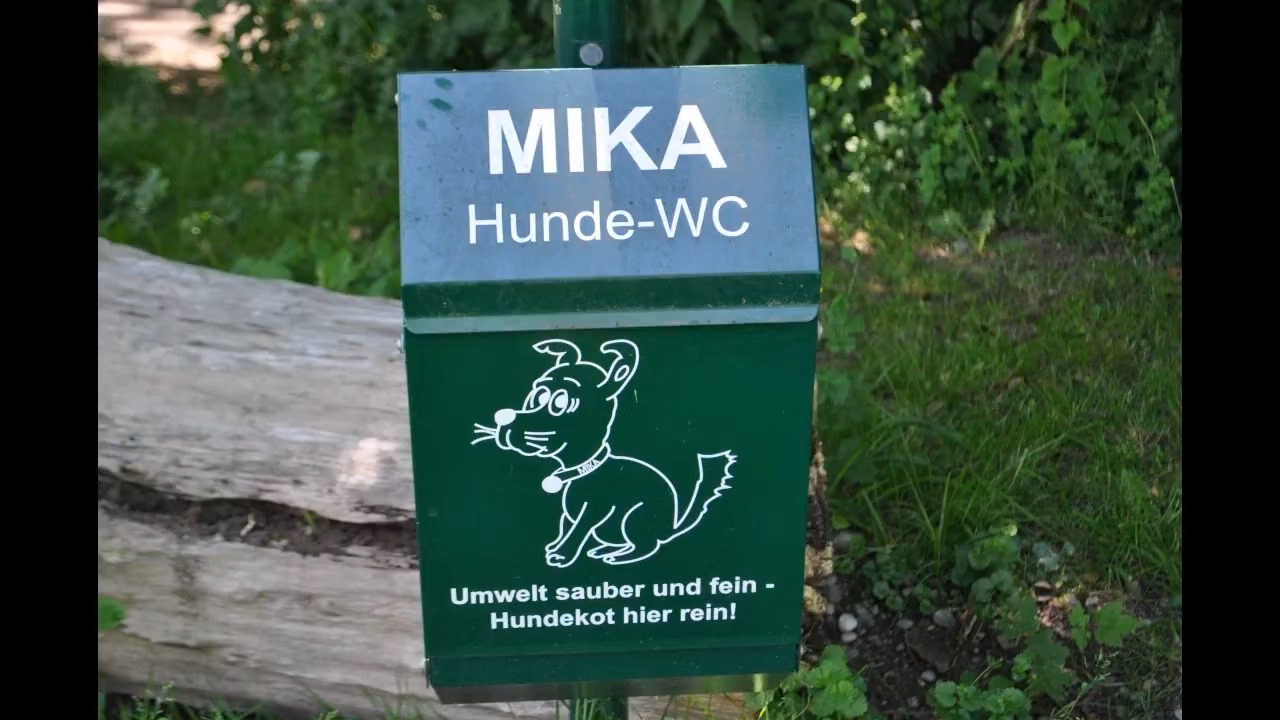 MIKA
Hunde-WC
MIKA
Umwelt sauber und fein -
Hundekot hier rein!